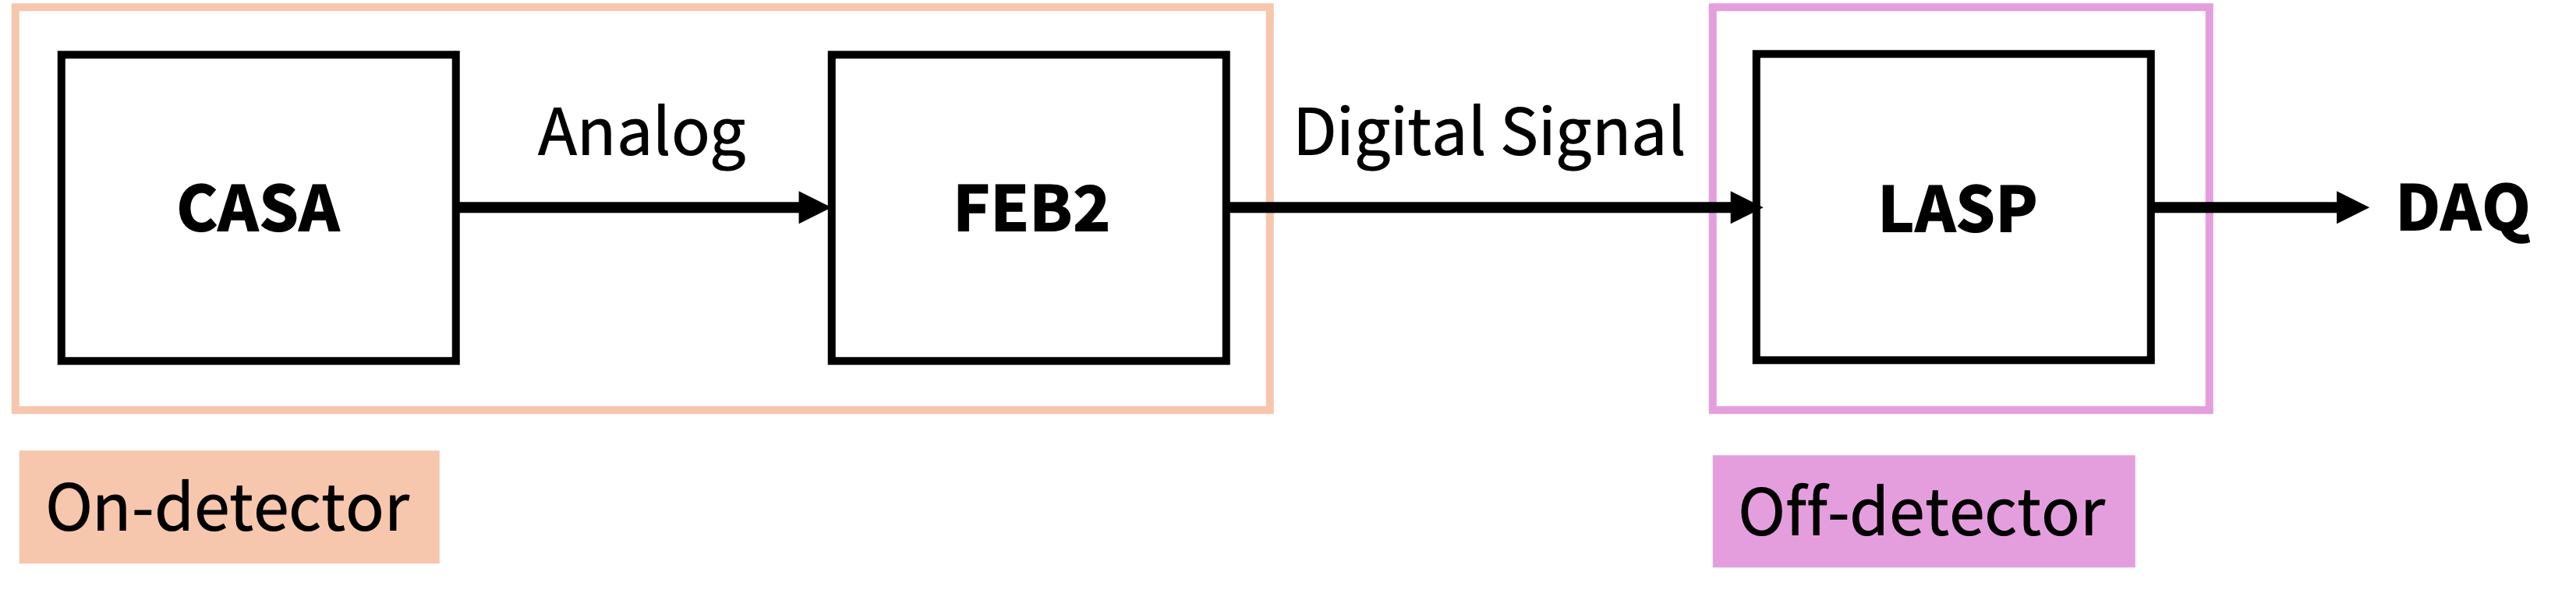 Analog
Digital Signal
CASA
FEB2
LASP
DAQ
On-detector
Off-detector